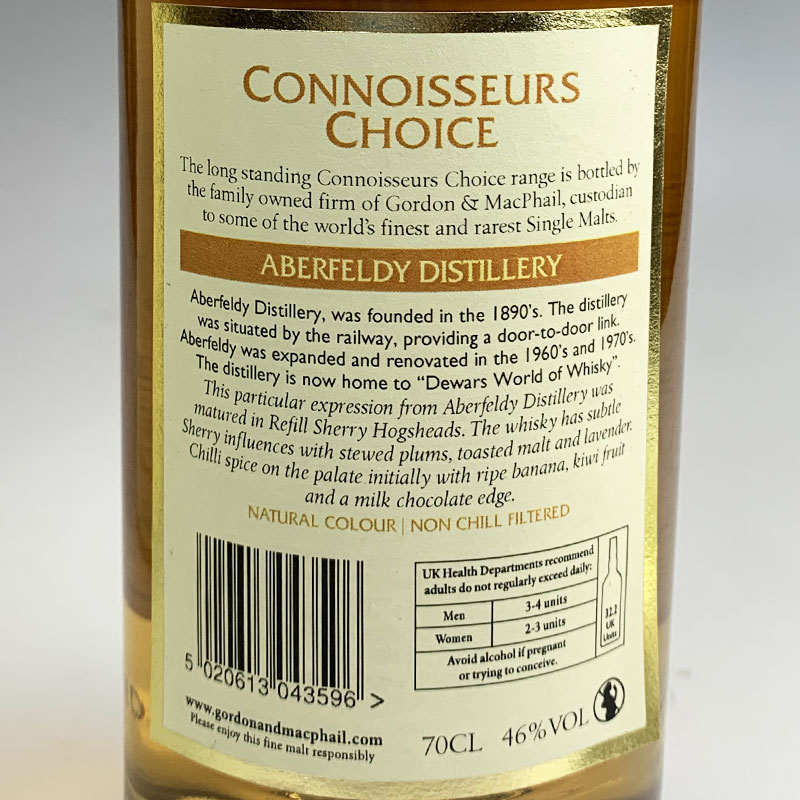 CONNOISSEURS
CHOICE
The long standing Connoisseurs Choice range is bottled by
the family owned firm of Gordon & MacPhail, custodian
to some of the world's finest and rarest Single Malts.
ABERFELDY DISTILLERY
Aberfeldy Distillery, was founded in the 1890's. The distillery
was situated by the railway, providing a door-to-door link.
Aberfeldy was expanded and renovated in the 1960's and 1970's.
The distillery is now home to "Dewars World of Whisky".
This particular expression from Aberfeldy Distillery was
matured in Refill Sherry Hogsheads. The whisky has subtle
Sherry influences with stewed plums, toasted malt and lavender.
Chilli spice on the palate initially with ripe banana, kiwi fruit
and a milk chocolate edge.
NATURAL COLOUR | NON CHILL FILTERED
UK Health Departments recommend
adults do not regularly exceed daily:
Men 3-4 units
Women 2-3 units
Avoid alcohol if pregnant
or trying to conceive.
32.2
UK
Units
5 020613 043596 >
www.gordonandmacphail.com
Please enjoy this fine malt responsibly
70CL 46%VOL